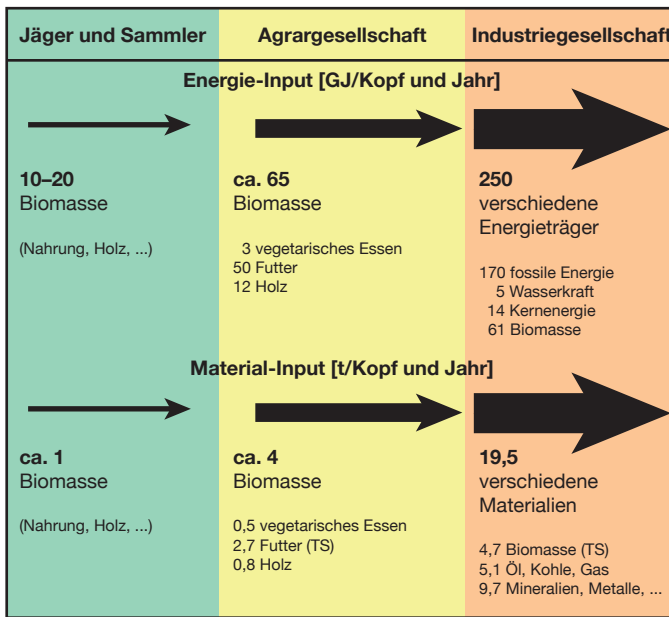 Jäger und Sammler
Agrargesellschaft
Industriegesellschaft
Energie-Input [GJ/Kopf und Jahr]
10–20
Biomasse
(Nahrung, Holz, ...)
ca. 65
Biomasse
3 vegetarisches Essen
50 Futter
12 Holz
250
verschiedene
Energieträger
170 fossile Energie
5 Wasserkraft
14 Kernenergie
61 Biomasse
Material-Input [t/Kopf und Jahr]
ca. 1
Biomasse
(Nahrung, Holz, ...)
ca. 4
Biomasse
0,5 vegetarisches Essen
2,7 Futter (TS)
0,8 Holz
19,5
verschiedene
Materialien
4,7 Biomasse (TS)
5,1 Öl, Kohle, Gas
9,7 Mineralien, Metalle, ...